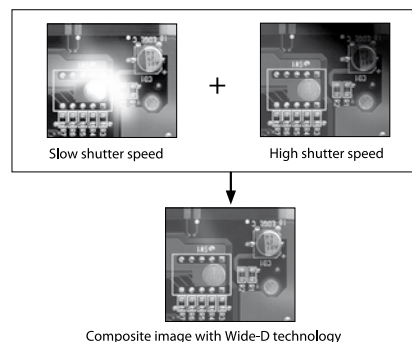 +
Slow shutter speed
High shutter speed
Composite image with Wide-D technology